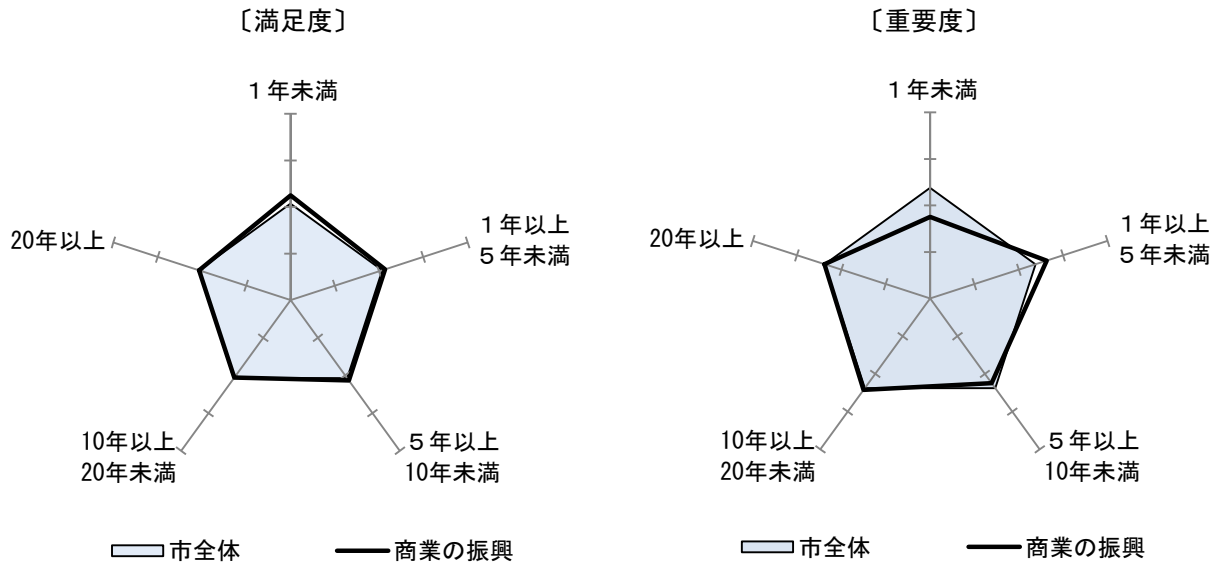 〔満足度〕
１年未満
１年以上
５年未満
５年以上
10年未満
10年以上
20年未満
20年以上
市全体
商業の振興
〔重要度〕
１年未満
１年以上
５年未満
５年以上
10年未満
10年以上
20年未満
20年以上
市全体
商業の振興